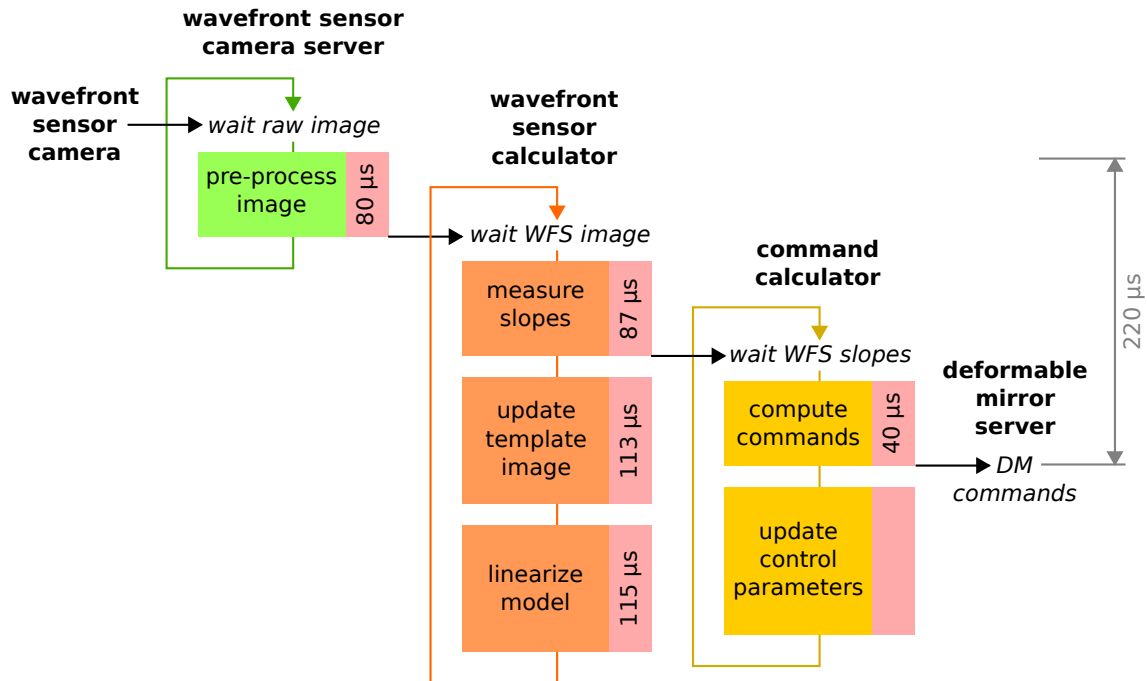 wavefront sensor
camera server
wavefront
sensor
camera
wait raw image
pre-process
image
80 µs
wavefront
sensor
calculator
wait WFS image
measure
slopes
87 µs
update
template
image
113 µs
linearize
model
115 µs
command
calculator
wait WFS slopes
compute
commands
40 µs
update
control
parameters
deformable
mirror
server
DM
commands
220 µs